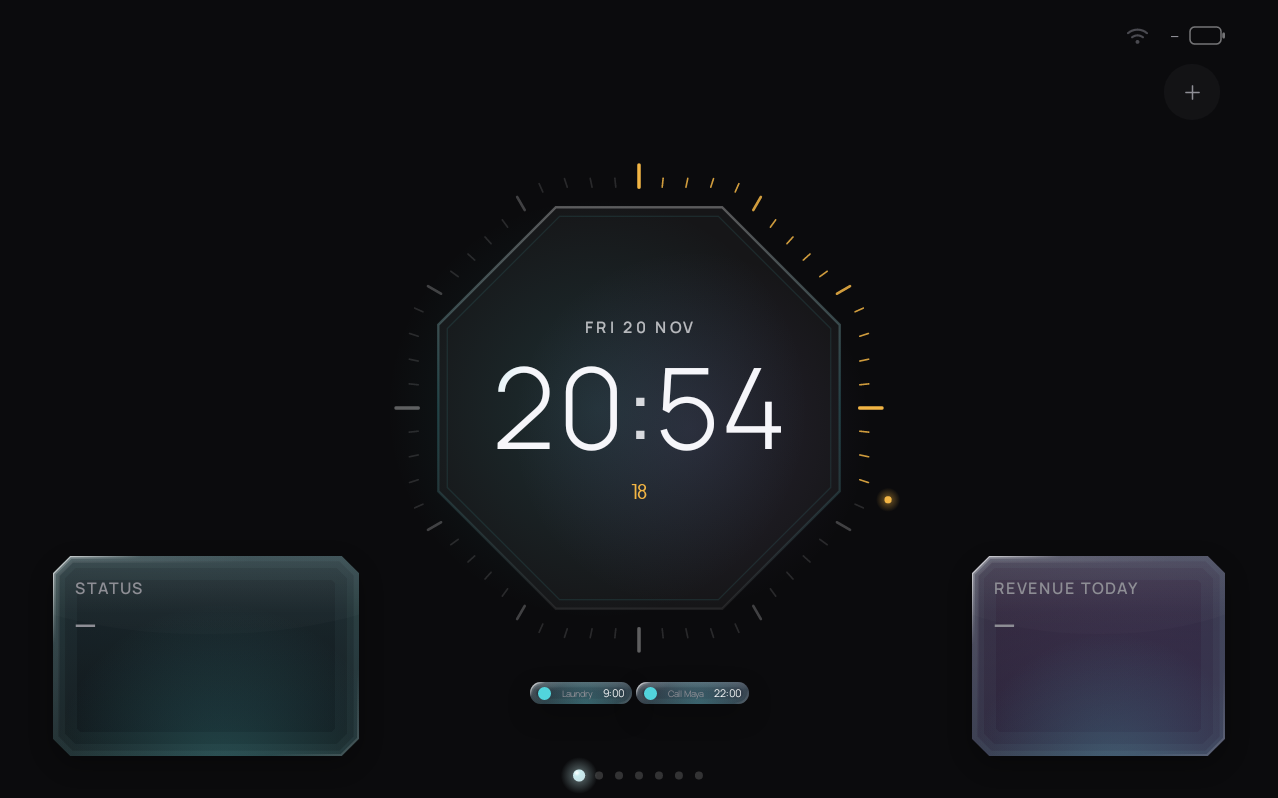 –
+
FRI 20 NOV
20:54
18
STATUS
—
REVENUE TODAY
—
Laundry 9:00
Call Maya 22:00